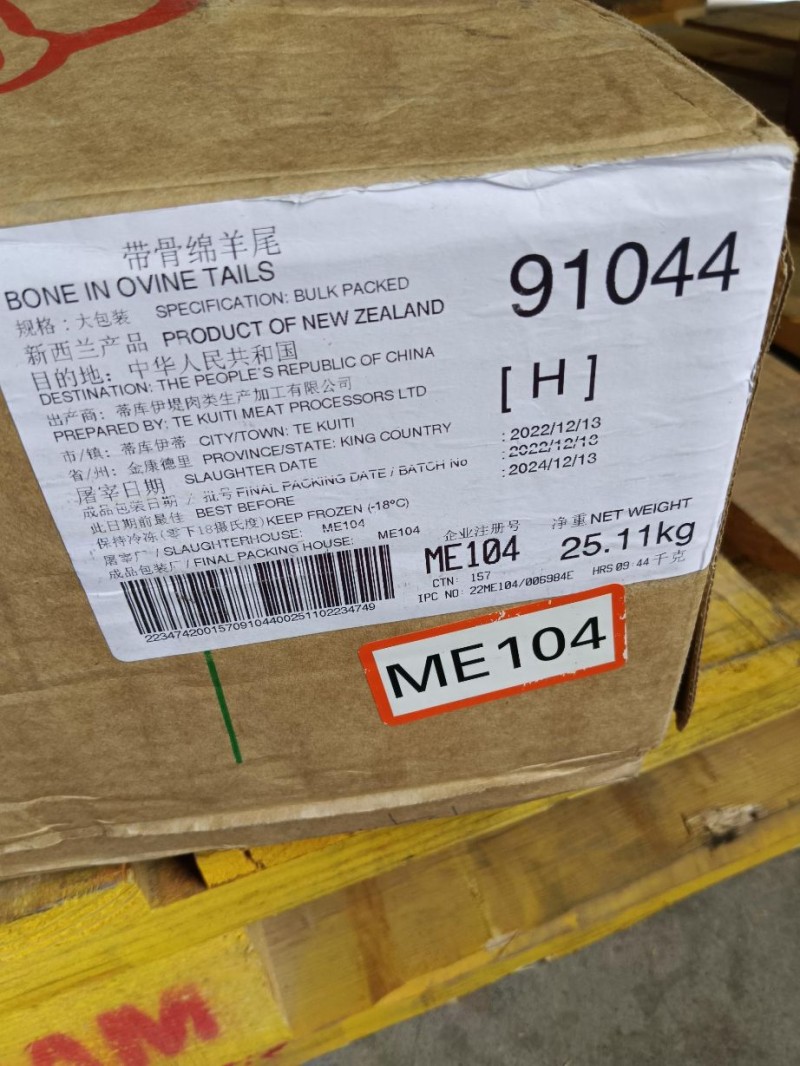 带骨绵羊尾
BONE IN OVINE TAILS
91044
规格：大包装 SPECIFICATION: BULK PACKED
新西兰产品 PRODUCT OF NEW ZEALAND
目的地：中华人民共和国
DESTINATION: THE PEOPLE'S REPUBLIC OF CHINA
[ H ]
出产商：蒂库伊堤肉类生产加工有限公司
PREPARED BY: TE KUITI MEAT PROCESSORS LTD
市/镇：蒂库伊蒂 CITY/TOWN: TE KUITI
省/州：金康德里 PROVINCE/STATE: KING COUNTRY
屠宰日期 SLAUGHTER DATE : 2022/12/13
成品包装日期 / 批号 FINAL PACKING DATE / BATCH No : 2022/12/13
此日期前最佳 BEST BEFORE : 2024/12/13
保持冷冻(零下18摄氏度) KEEP FROZEN (-18°C)
屠宰厂 / SLAUGHTERHOUSE: ME104
成品包装厂 / FINAL PACKING HOUSE: ME104
企业注册号
ME104
净重 NET WEIGHT
25.11kg
千克
CTN: 157
IPC NO: 22ME104/006984E HRS 09:44
2234742001570910440025110223474​9
ME104
AM